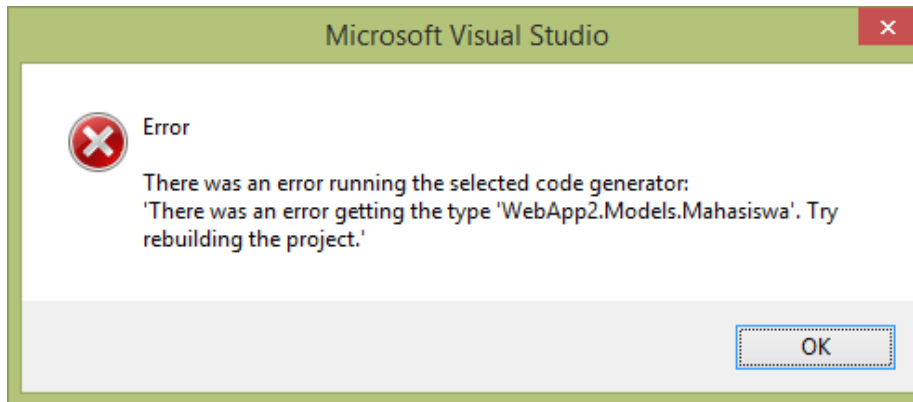 Microsoft Visual Studio
Error
There was an error running the selected code generator:
'There was an error getting the type 'WebApp2.Models.Mahasiswa'. Try
rebuilding the project.'
OK